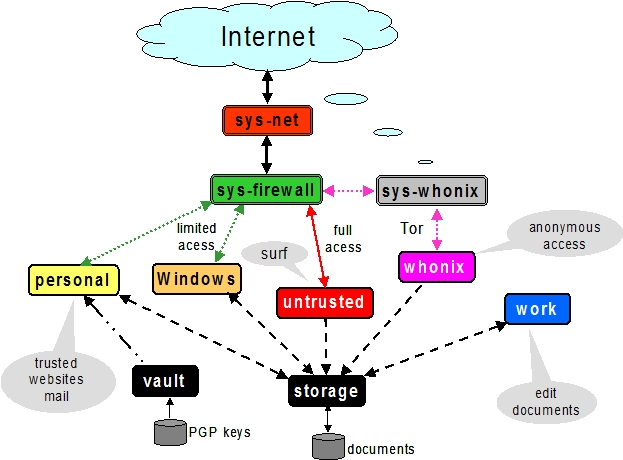 Internet
sys-net
sys-firewall
sys-whonix
limited
acess
full
acess
Tor
anonymous
access
surf
personal
Windows
whonix
untrusted
work
trusted
websites
mail
vault
storage
edit
documents
PGP keys
documents